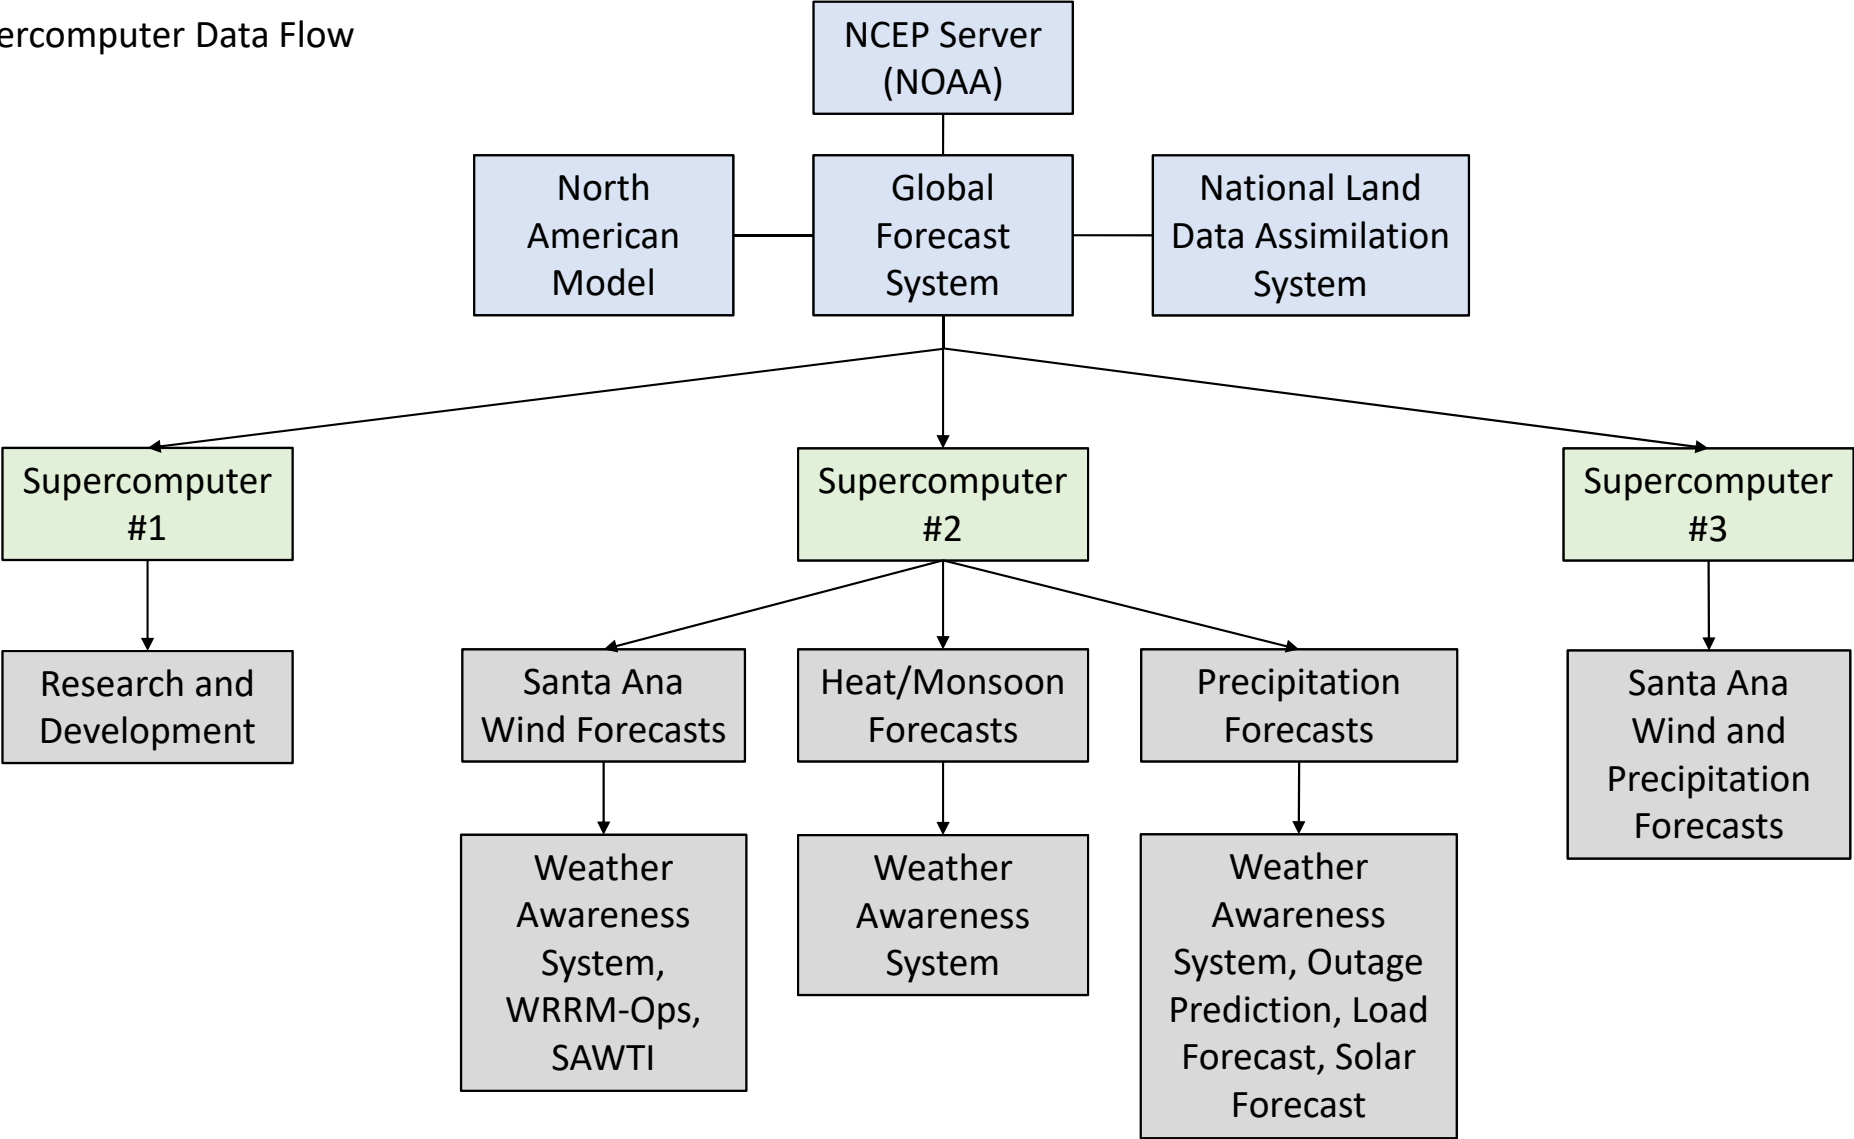 ercomputer Data Flow
NCEP Server
(NOAA)
North
American
Model
Global
Forecast
System
National Land
Data Assimilation
System
Supercomputer
#1
Supercomputer
#2
Supercomputer
#3
Research and
Development
Santa Ana
Wind Forecasts
Heat/Monsoon
Forecasts
Precipitation
Forecasts
Santa Ana
Wind and
Precipitation
Forecasts
Weather
Awareness
System,
WRRM-Ops,
SAWTI
Weather
Awareness
System
Weather
Awareness
System, Outage
Prediction, Load
Forecast, Solar
Forecast